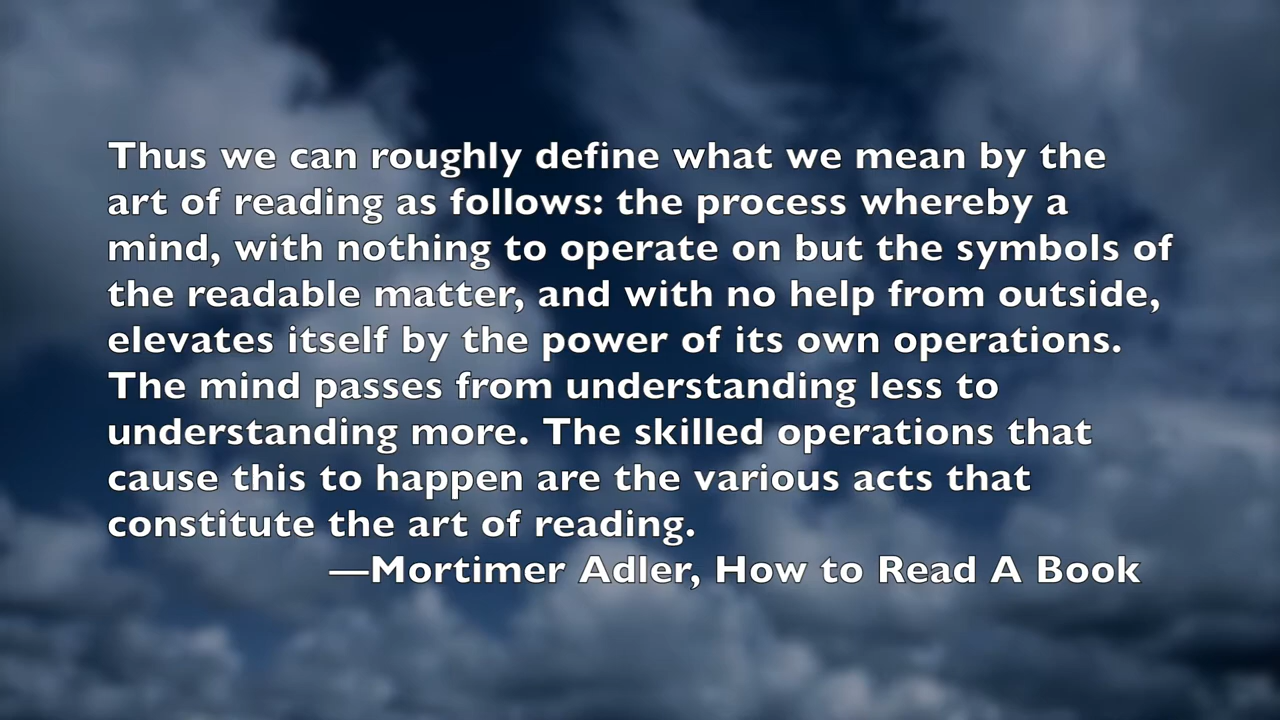 Thus we can roughly define what we mean by the
art of reading as follows: the process whereby a
mind, with nothing to operate on but the symbols of
the readable matter, and with no help from outside,
elevates itself by the power of its own operations.
The mind passes from understanding less to
understanding more. The skilled operations that
cause this to happen are the various acts that
constitute the art of reading.
—Mortimer Adler, How to Read A Book